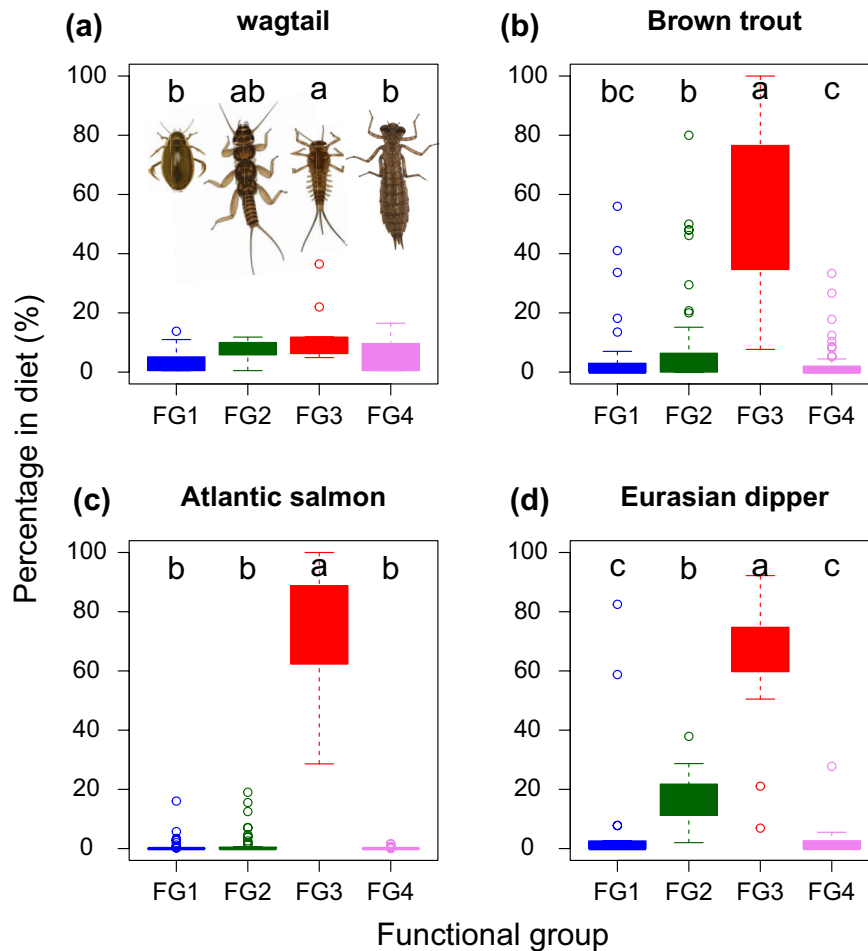 (a) wagtail
b ab a b
100
80
60
40
20
0
FG1 FG2 FG3 FG4
(b) Brown trout
bc b a c
100
80
60
40
20
0
FG1 FG2 FG3 FG4
Percentage in diet (%)
(c) Atlantic salmon
b b a b
100
80
60
40
20
0
FG1 FG2 FG3 FG4
(d) Eurasian dipper
c b a c
100
80
60
40
20
0
FG1 FG2 FG3 FG4
Functional group